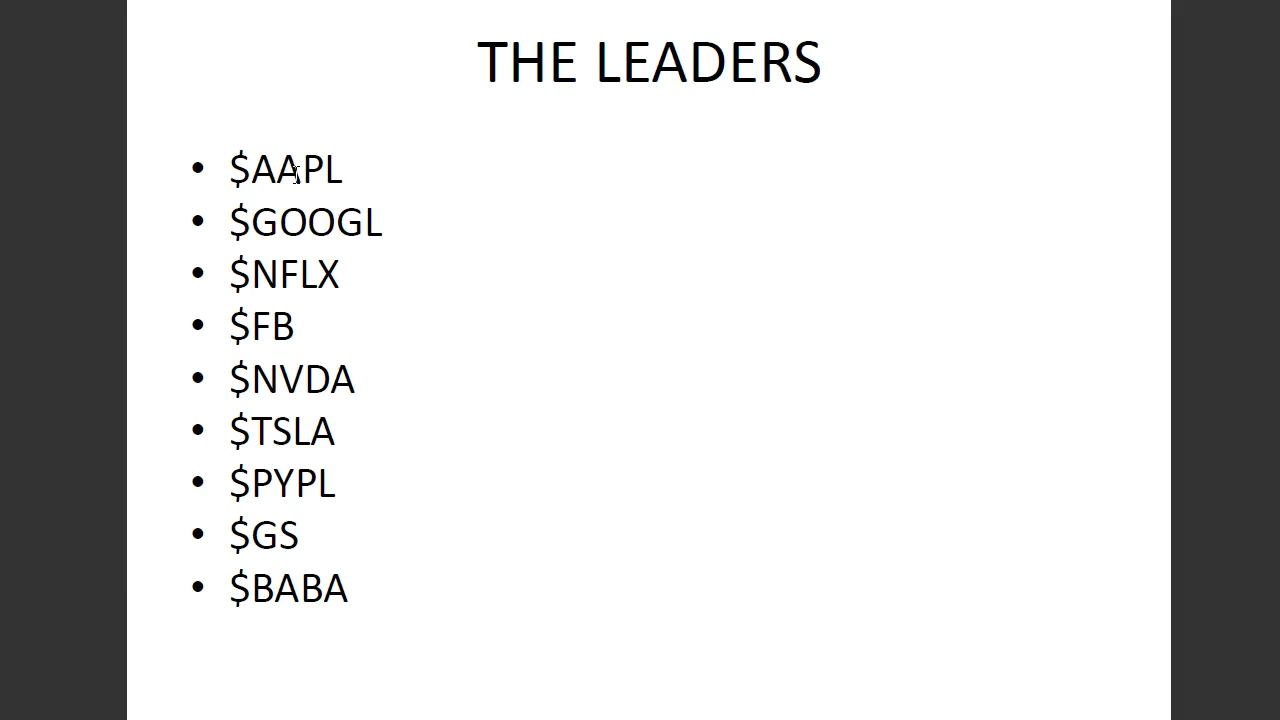 THE LEADERS
• $AAPL
• $GOOGL
• $NFLX
• $FB
• $NVDA
• $TSLA
• $PYPL
• $GS
• $BABA